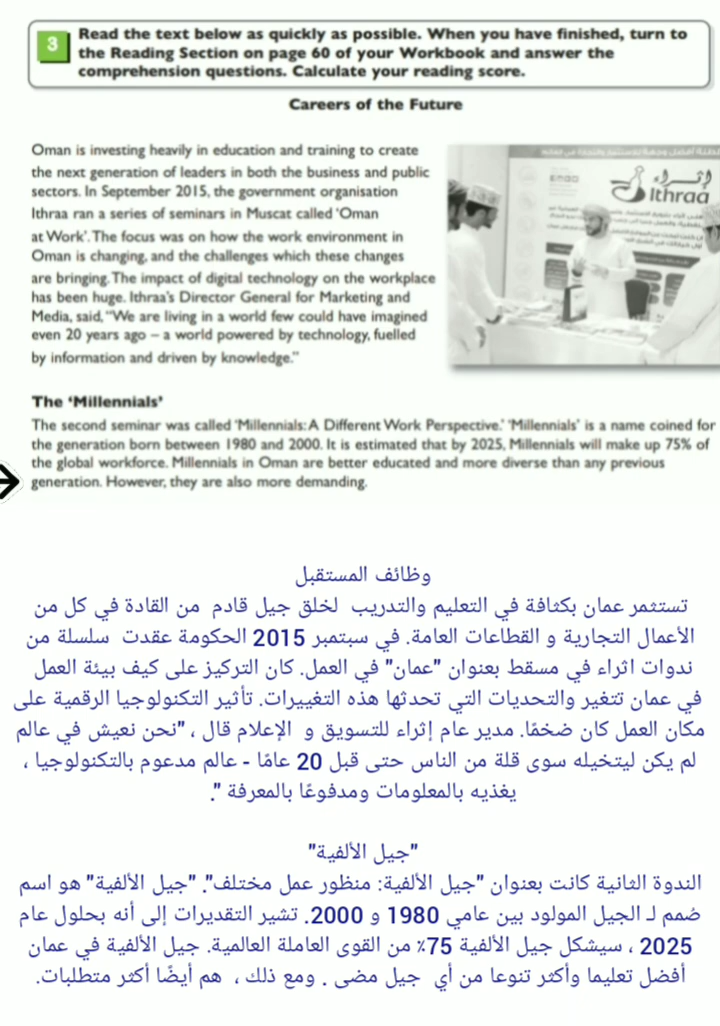 3
Read the text below as quickly as possible. When you have finished, turn to
the Reading Section on page 60 of your Workbook and answer the
comprehension questions. Calculate your reading score.
Careers of the Future
Oman is investing heavily in education and training to create
the next generation of leaders in both the business and public
sectors. In September 2015, the government organisation
Ithraa ran a series of seminars in Muscat called 'Oman
at Work'. The focus was on how the work environment in
Oman is changing, and the challenges which these changes
are bringing. The impact of digital technology on the workplace
has been huge. Ithraa's Director General for Marketing and
Media, said, "We are living in a world few could have imagined
even 20 years ago – a world powered by technology, fuelled
by information and driven by knowledge."
إثراء
Ithraa
The 'Millennials'
The second seminar was called 'Millennials: A Different Work Perspective.' 'Millennials' is a name coined for
the generation born between 1980 and 2000. It is estimated that by 2025, Millennials will make up 75% of
the global workforce. Millennials in Oman are better educated and more diverse than any previous
generation. However, they are also more demanding.
وظائف المستقبل
تستثمر عمان بكثافة في التعليم والتدريب لخلق جيل قادم من القادة في كل من
الأعمال التجارية و القطاعات العامة. في سبتمبر 2015 الحكومة عقدت سلسلة من
ندوات اثراء في مسقط بعنوان "عمان" في العمل. كان التركيز على كيف بيئة العمل
في عمان تتغير والتحديات التي تحدثها هذه التغييرات. تأثير التكنولوجيا الرقمية على
مكان العمل كان ضخمًا. مدير عام إثراء للتسويق و الإعلام قال ، "نحن نعيش في عالم
لم يكن ليتخيله سوى قلة من الناس حتى قبل 20 عامًا - عالم مدعوم بالتكنولوجيا ،
يغذيه بالمعلومات ومدفوعًا بالمعرفة ".
"جيل الألفية"
الندوة الثانية كانت بعنوان "جيل الألفية: منظور عمل مختلف". "جيل الألفية" هو اسم
صُمم لـ الجيل المولود بين عامي 1980 و 2000. تشير التقديرات إلى أنه بحلول عام
2025 ، سيشكل جيل الألفية 75٪ من القوى العاملة العالمية. جيل الألفية في عمان
أفضل تعليما وأكثر تنوعا من أي جيل مضى . ومع ذلك ، هم أيضًا أكثر متطلبات.